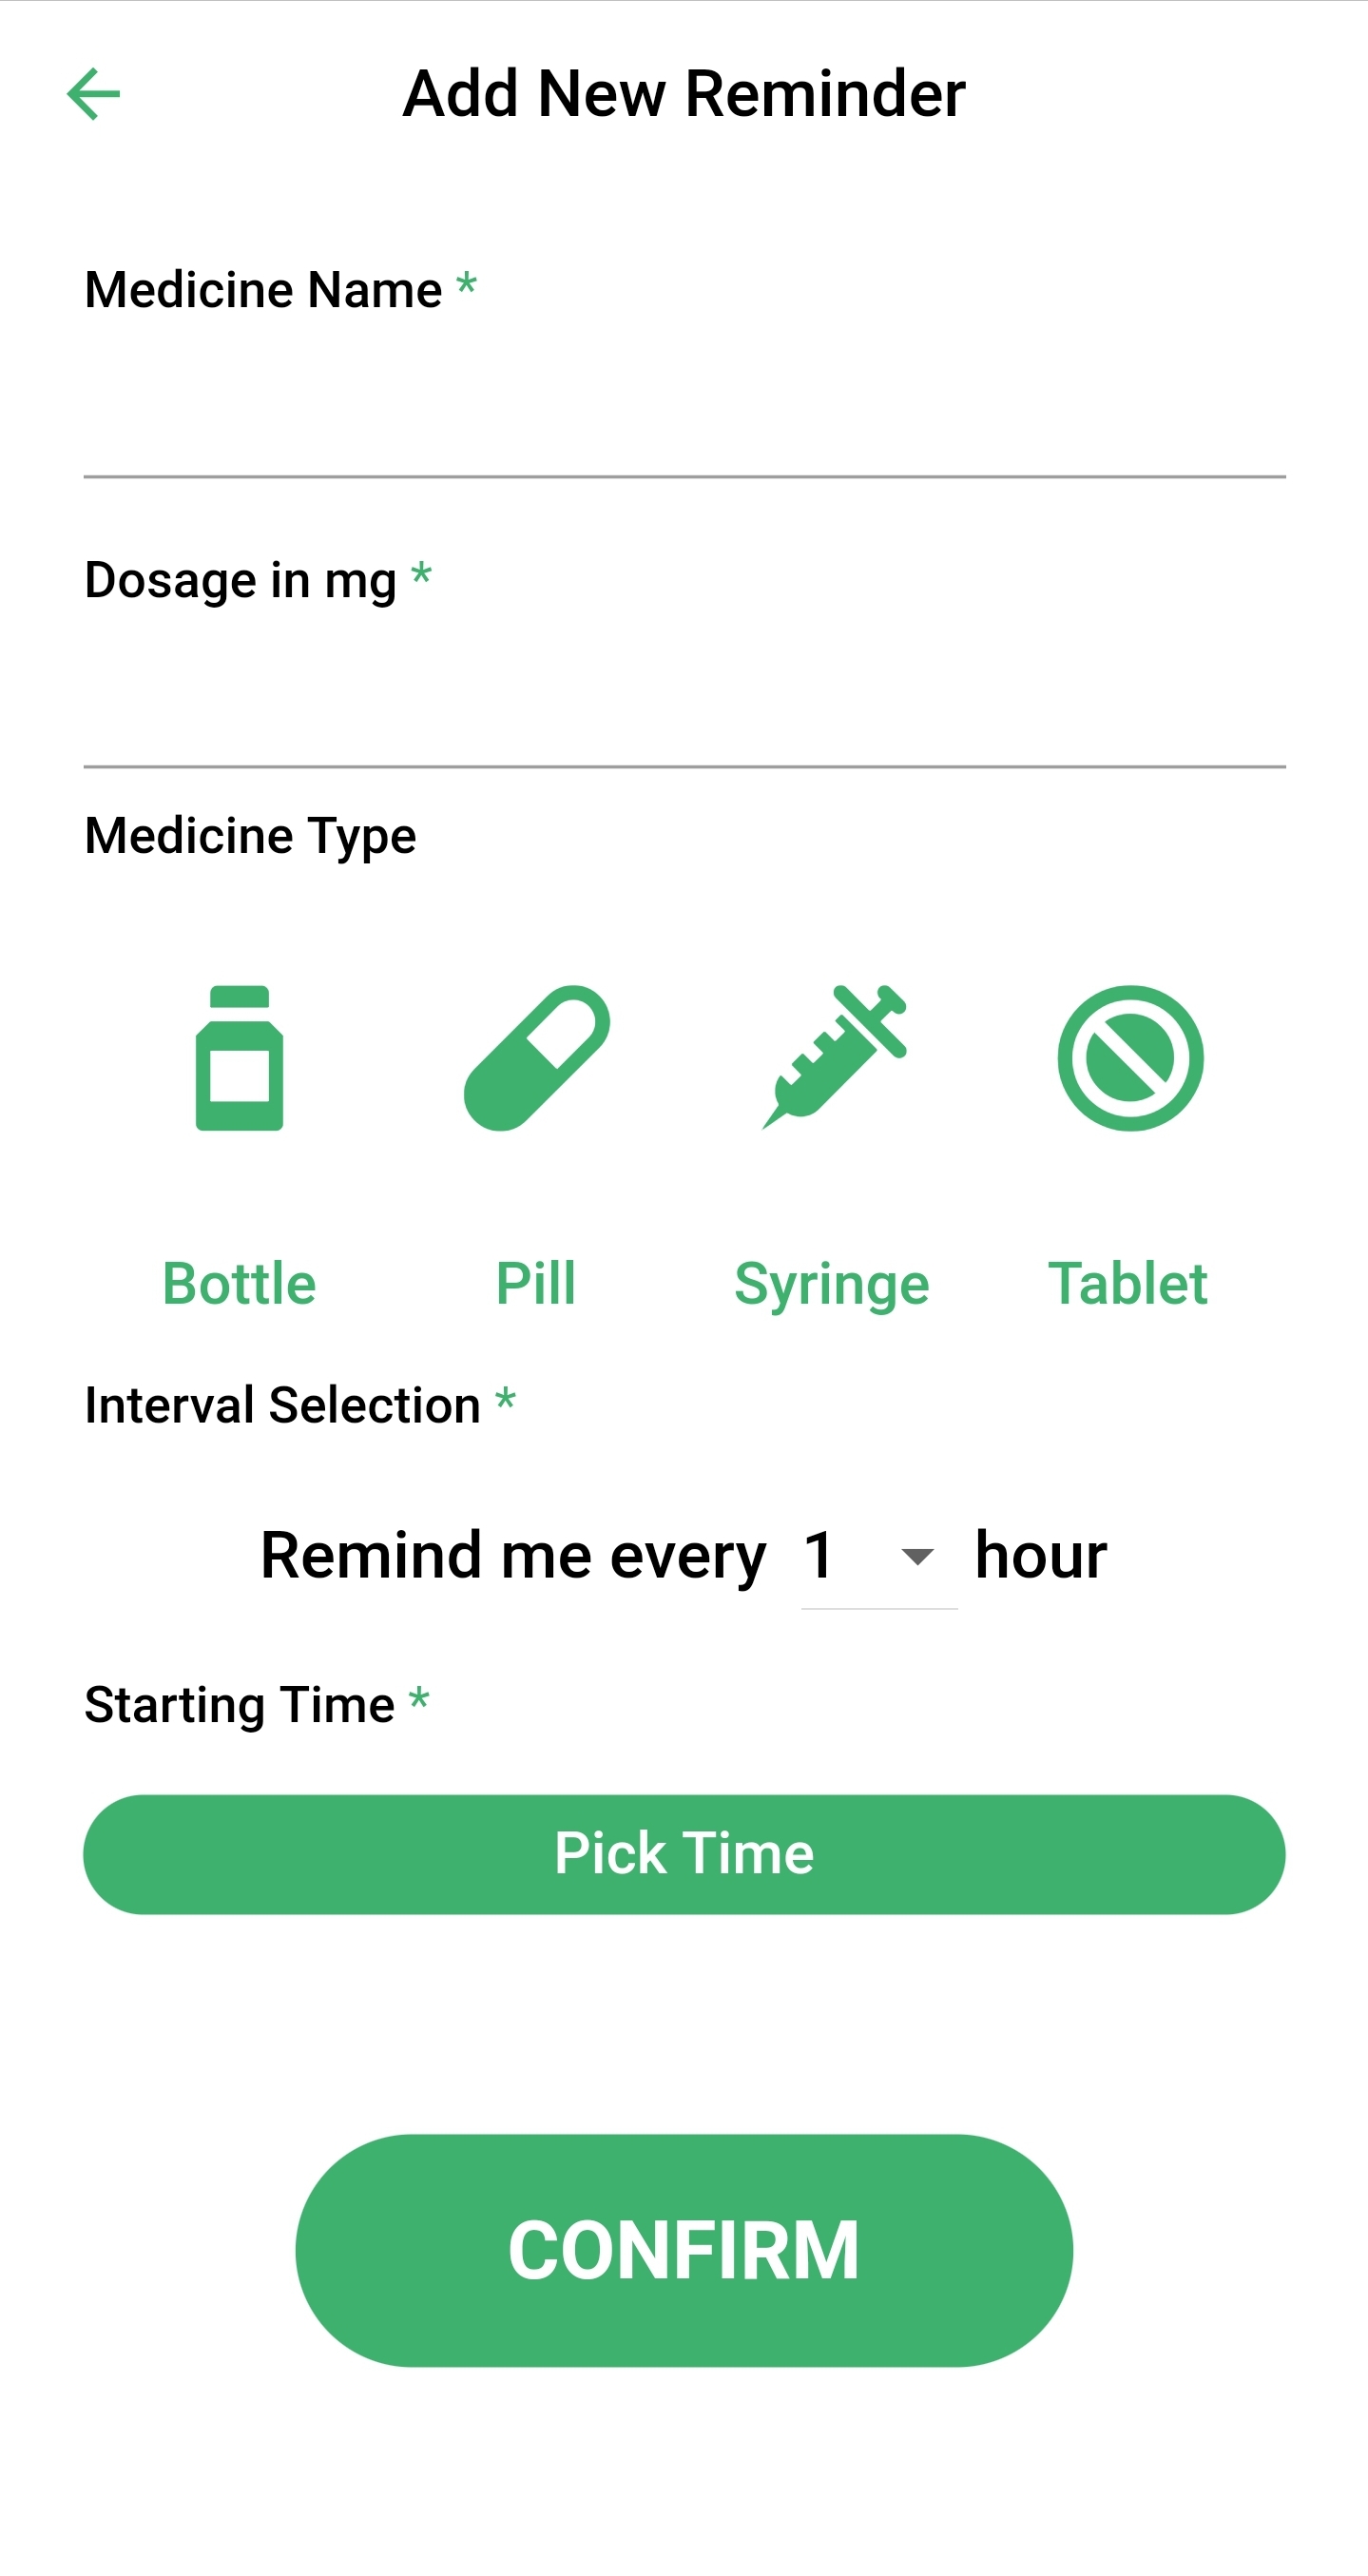 Add New Reminder
Medicine Name *
Dosage in mg *
Medicine Type
Bottle Pill Syringe Tablet
Interval Selection *
Remind me every 1 hour
Starting Time *
Pick Time
CONFIRM